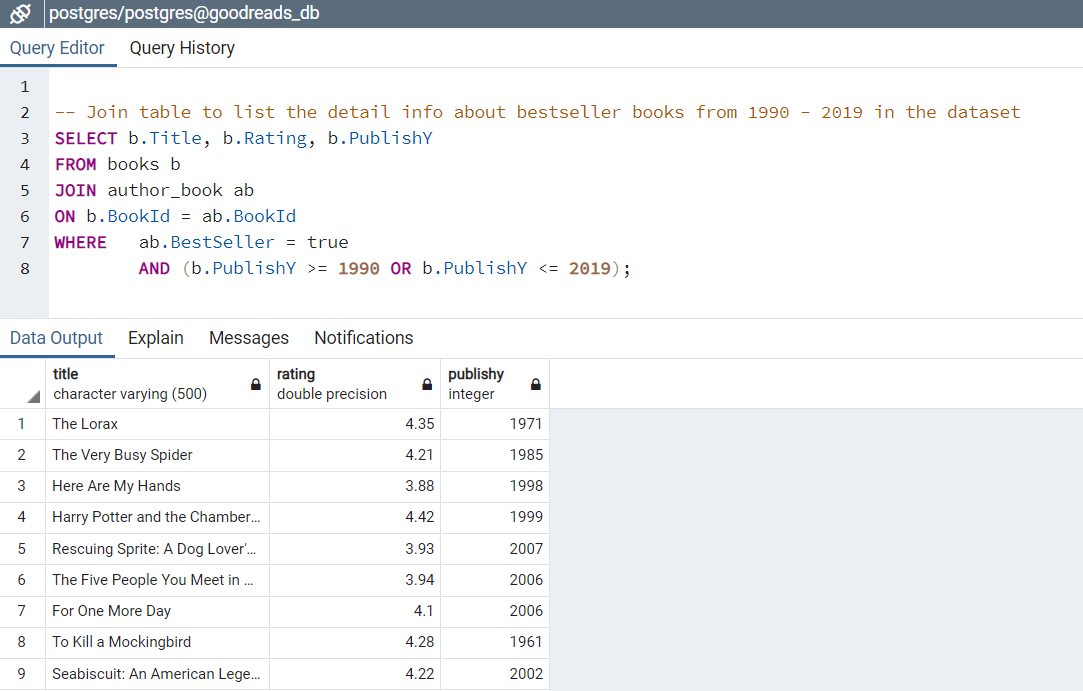 postgres/postgres@goodreads_db
Query Editor Query History
1
2 -- Join table to list the detail info about bestseller books from 1990 - 2019 in the dataset
3 SELECT b.Title, b.Rating, b.PublishY
4 FROM books b
5 JOIN author_book ab
6 ON b.BookId = ab.BookId
7 WHERE ab.BestSeller = true
8 AND (b.PublishY >= 1990 OR b.PublishY <= 2019);
Data Output Explain Messages Notifications
title rating publishy
character varying (500) double precision integer
1 The Lorax 4.35 1971
2 The Very Busy Spider 4.21 1985
3 Here Are My Hands 3.88 1998
4 Harry Potter and the Chamber... 4.42 1999
5 Rescuing Sprite: A Dog Lover'... 3.93 2007
6 The Five People You Meet in ... 3.94 2006
7 For One More Day 4.1 2006
8 To Kill a Mockingbird 4.28 1961
9 Seabiscuit: An American Lege... 4.22 2002